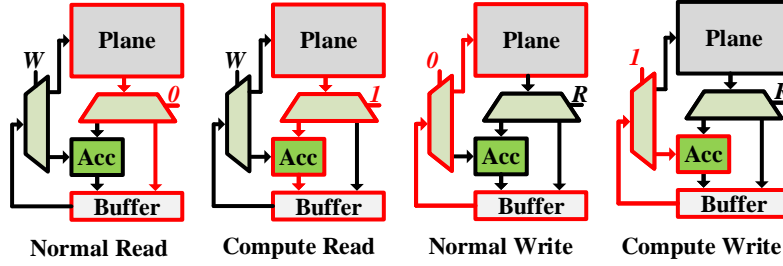 Plane
W
0
Acc
Buffer
Normal Read
Plane
W
1
Acc
Buffer
Compute Read
Plane
0
R
Acc
Buffer
Normal Write
Plane
1
R
Acc
Buffer
Compute Write